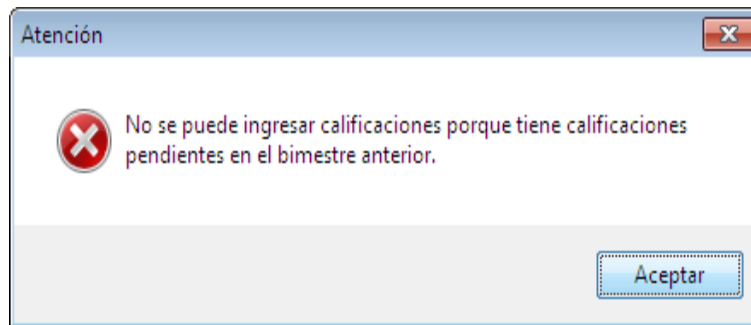 Atención
No se puede ingresar calificaciones porque tiene calificaciones
pendientes en el bimestre anterior.
Aceptar